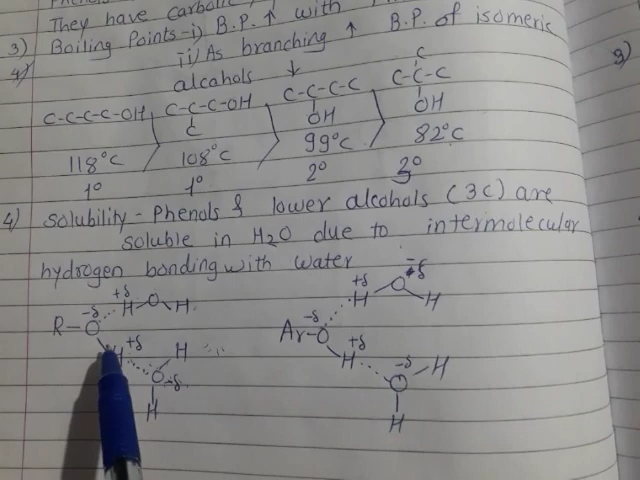 They have carbolic
3) Boiling Points - i) B.P. ↑ with
ii) As branching ↑ B.P. of isomeric
alcohols ↓
C-C-C-C-OH C-C-C-OH C-C-C-C C-C-C
C OH OH C
118°C > 108°C > 99°C > 82°C
1° 1° 2° 3°
4) solubility - Phenols & lower alcohols (3C) are
soluble in H2O due to intermolecular
hydrogen bonding with water
R-O -δ H +δ O H
H +δ O -δ H H
Ar-O -δ H +δ O -δ H
H +δ O -δ H H
9)